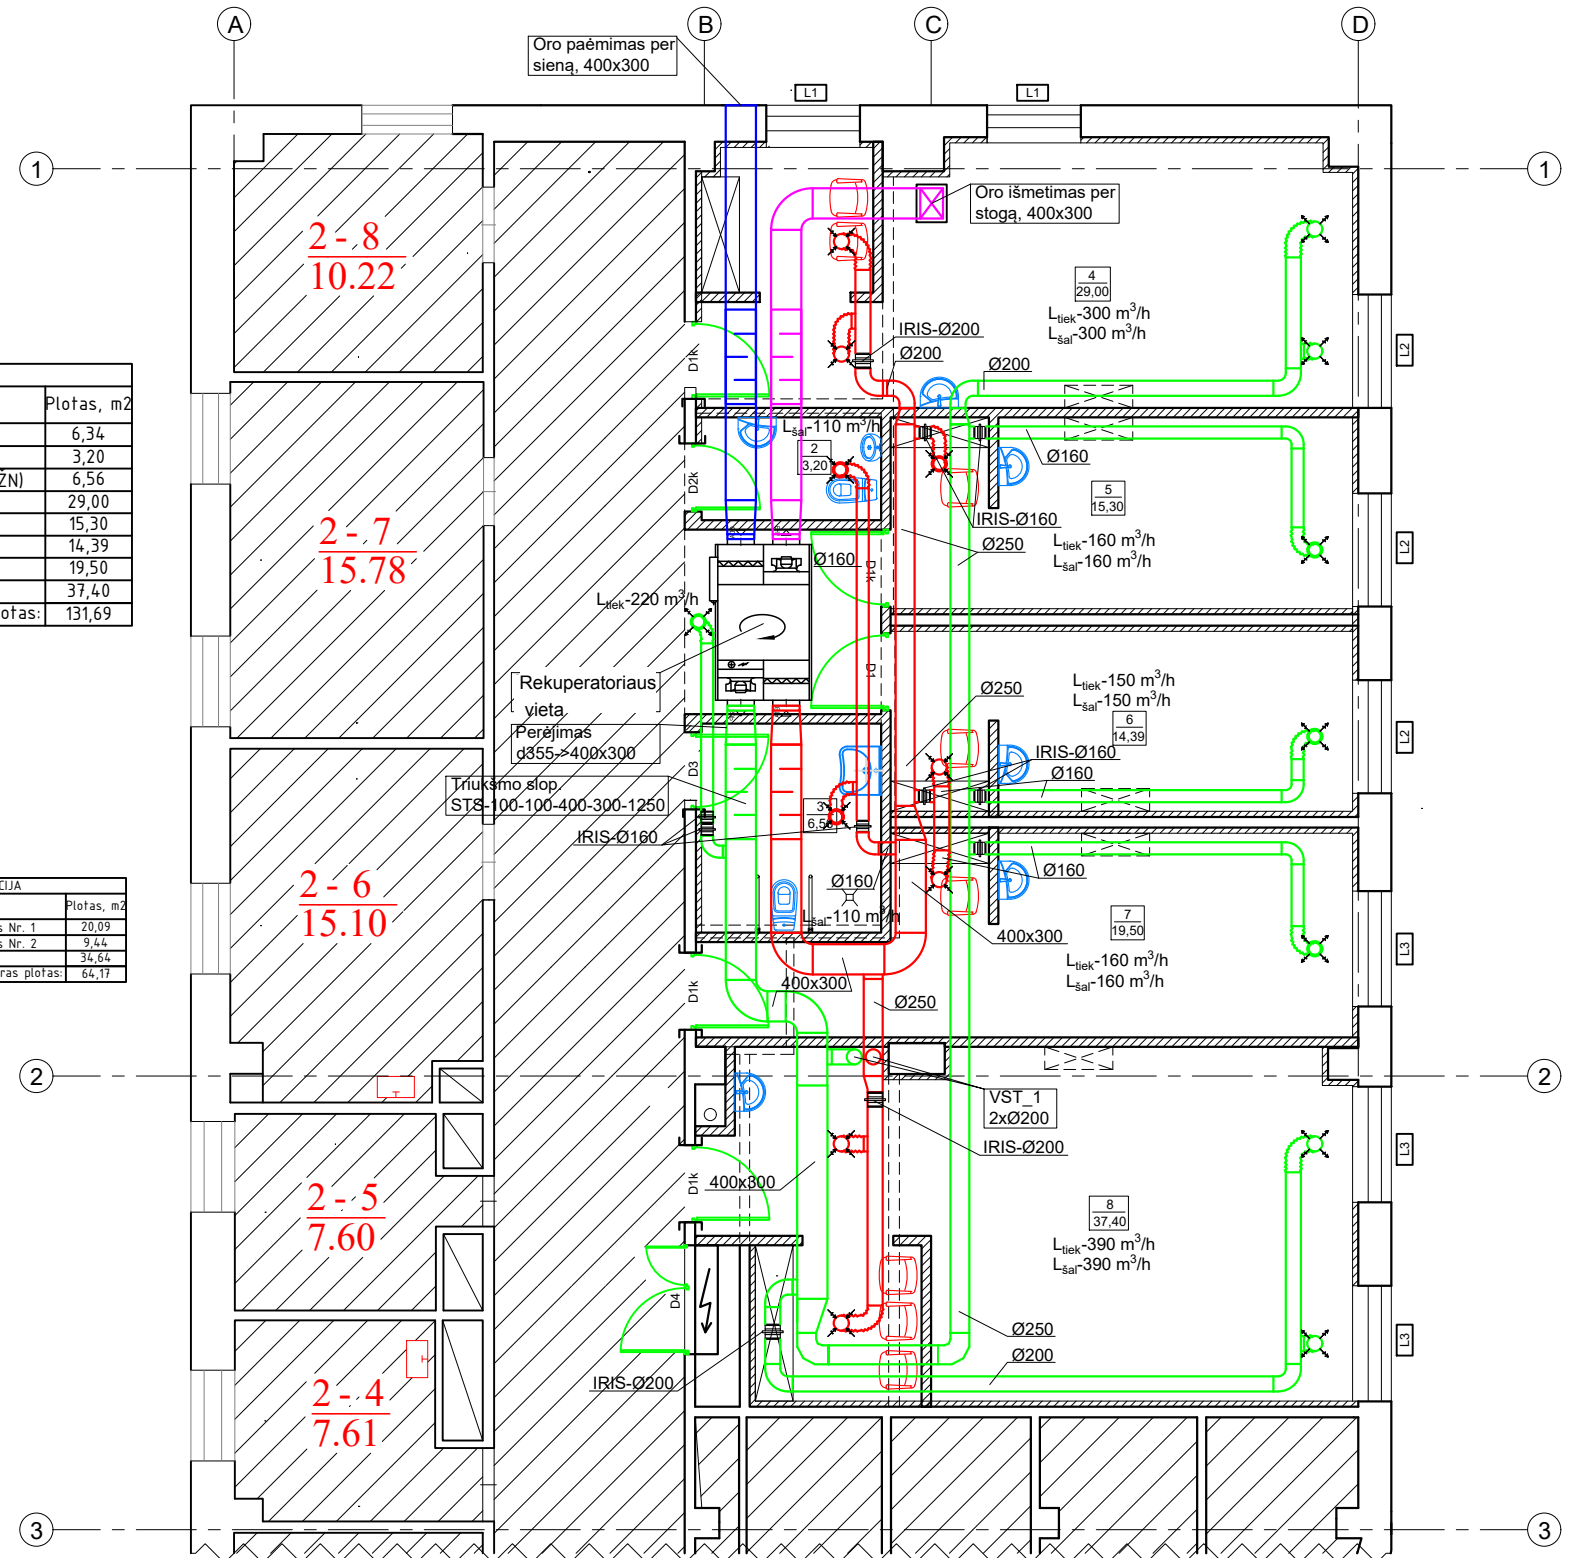 A
B
C
D
Oro paėmimas per
sieną, 400x300
L1
L1
1
1
Oro išmetimas per
stogą, 400x300
2 - 8
10.22
4
29,00
Ltiek-300 m³/h
Lšal-300 m³/h
IRIS-Ø200
Ø200
Ø200
D1k
L2
Plotas, m2
6,34
3,20
ŽN)
6,56
29,00
15,30
14,39
19,50
37,40
otas:
131,69
Lšal-110 m³/h
2
3,20
D2k
Ø160
5
15,30
IRIS-Ø160
Ø250
Ltiek-160 m³/h
Lšal-160 m³/h
L2
2 - 7
15.78
Ø160
D1k
Ltiek-220 m³/h
D1
Rekuperatoriaus
vieta
Perėjimas
d355->400x300
Ø250
Ltiek-150 m³/h
Lšal-150 m³/h
6
14,39
L2
IRIS-Ø160
Ø160
D3
Triukšmo slop.
STS-100-100-400-300-1250
3
6,56
IRIS-Ø160
2 - 6
15.10
Ø160
Ø160
Lšal-110 m³/h
7
19,50
400x300
Ltiek-160 m³/h
Lšal-160 m³/h
L3
CIJA
Plotas, m2
s Nr. 1
20,09
s Nr. 2
9,44
34,64
ras plotas:
64,17
D1k
400x300
Ø250
2
2
VST_1
2xØ200
IRIS-Ø200
L3
D1k
400x300
2 - 5
7.60
8
37,40
Ltiek-390 m³/h
Lšal-390 m³/h
D4
Ø250
Ø200
L3
IRIS-Ø200
2 - 4
7.61
3
3